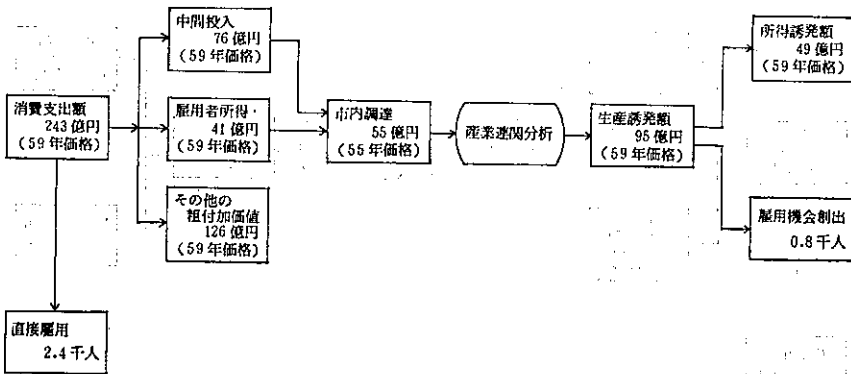 中間投入
76億円
(59年価格)
所得誘発額
49億円
(59年価格)
消費支出額
243億円
(59年価格)
雇用者所得・
41億円
(59年価格)
市内調達
55億円
(55年価格)
産業連関分析
生産誘発額
95億円
(59年価格)
その他の
粗付加価値
126億円
(59年価格)
雇用機会創出
0.8千人
直接雇用
2.4千人